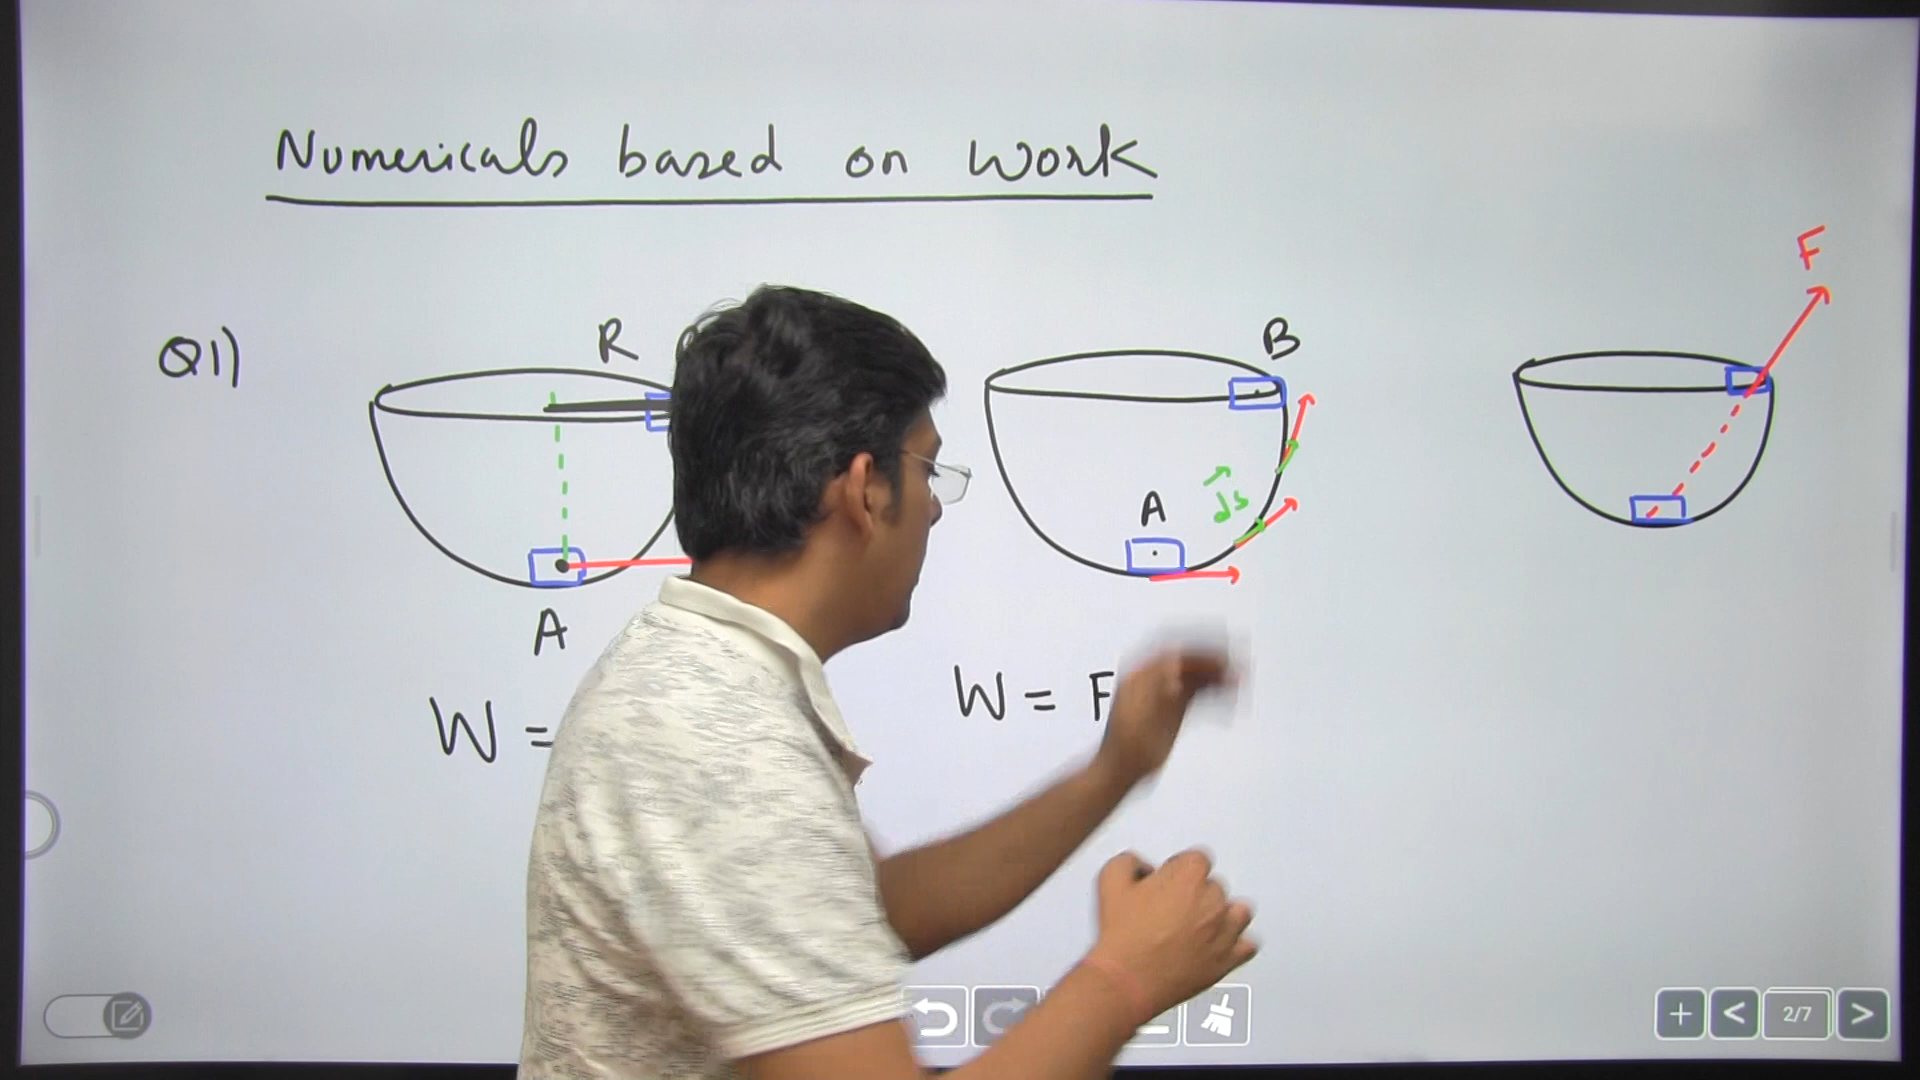 Numericals based on Work
F
Q1)
R
B
A
ds
A
W =
W = F
2/7